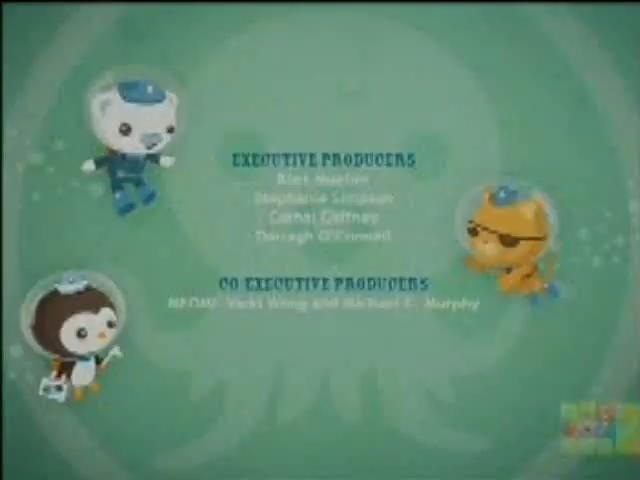 EXECUTIVE PRODUCERS
Stephanie Simpson
Cathal Gaffney
Darragh O'Connell
CO EXECUTIVE PRODUCERS
MEOMI: Vicki Wong and Michael C. Murphy